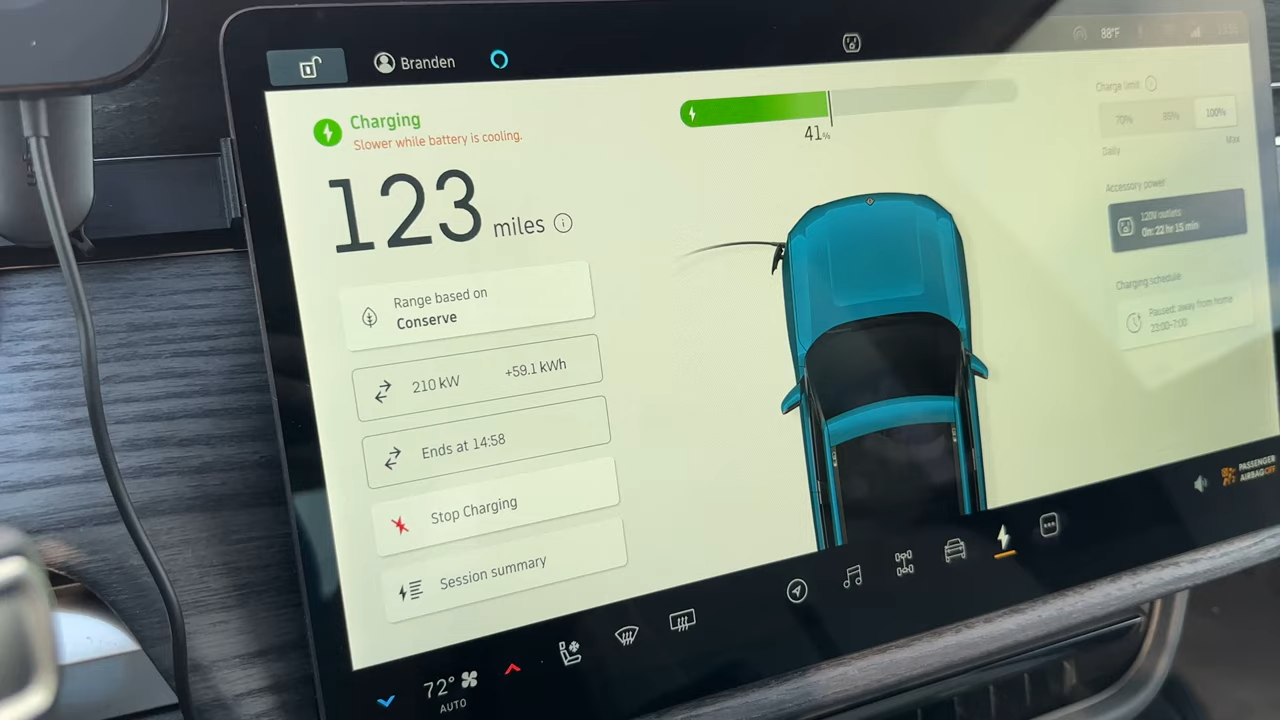 Branden
88°F
Charging
Slower while battery is cooling.
123 miles
Range based on
Conserve
210 kW +59.1 kWh
Ends at 14:58
Stop Charging
Session summary
41%
Charge limit
70% 85% 100%
Daily Max
Accessory power
120V outlets
On: 22 hr 15 min
Charging schedule
Paused: away from home
23:00-7:00
PASSENGER
AIRBAG OFF
72°
AUTO